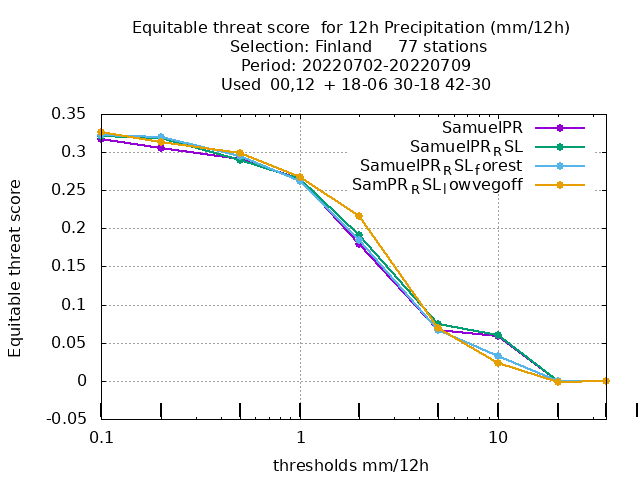 Equitable threat score  for 12h Precipitation (mm/12h)
Selection: Finland     77 stations
Period: 20220702-20220709
Used  00,12  + 18-06 30-18 42-30
0.35
0.3
0.25
0.2
0.15
0.1
0.05
0
-0.05
Equitable threat score
SamuelPR
SamuelPR_RSL
SamuelPR_RSL_forest
SamPR_RSL_lowvegoff
0.1
1
10
thresholds mm/12h